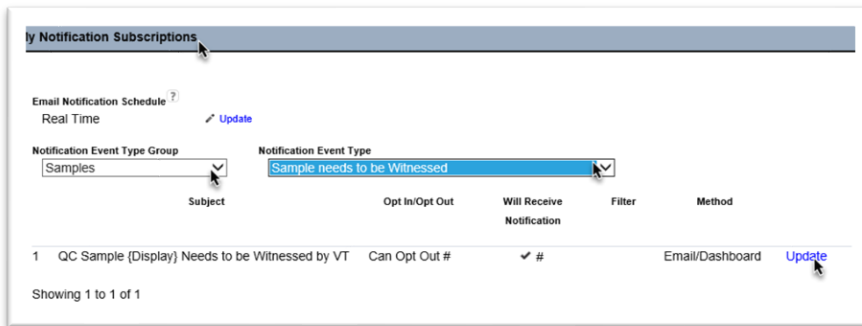 ly Notification Subscriptions
Email Notification Schedule ?
Real Time Update
Notification Event Type Group Notification Event Type
Samples Sample needs to be Witnessed
Subject Opt In/Opt Out Will Receive Notification Filter Method
1 QC Sample {Display} Needs to be Witnessed by VT Can Opt Out # ✔ # Email/Dashboard Update
Showing 1 to 1 of 1